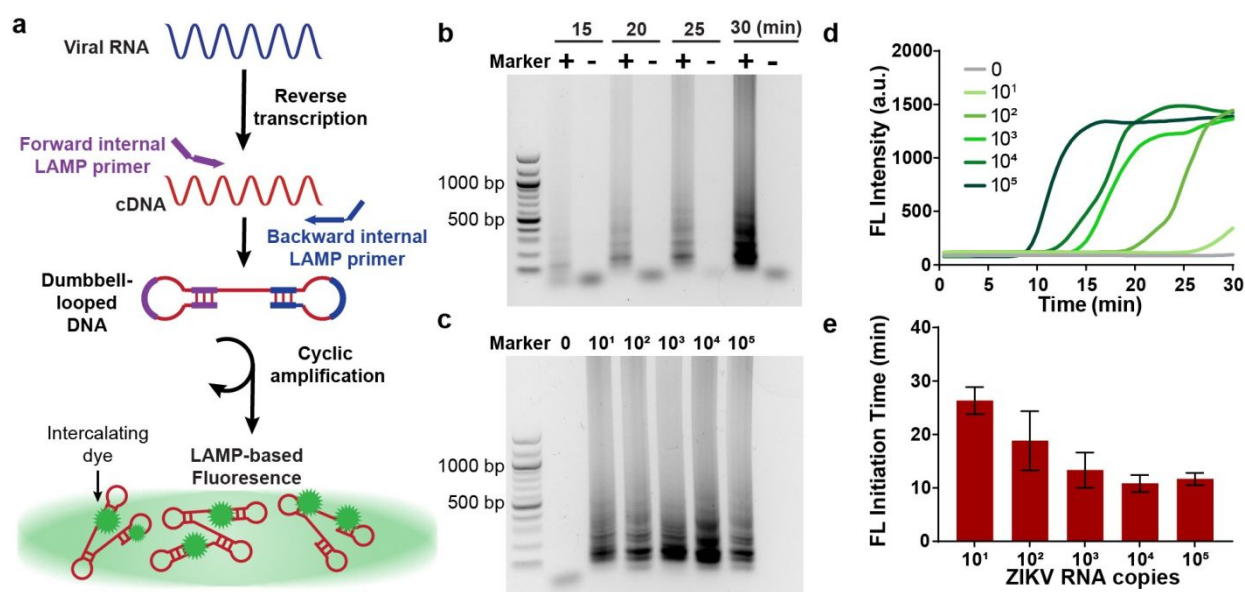 a
Viral RNA
Reverse
transcription
Forward internal
LAMP primer
cDNA
Backward internal
LAMP primer
Dumbbell-
looped
DNA
Cyclic
amplification
Intercalating
dye
LAMP-based
Fluoresence
b
15 20 25 30 (min)
Marker + - + - + - + -
1000 bp
500 bp
c
Marker 0 10¹ 10² 10³ 10⁴ 10⁵
1000 bp
500 bp
d
FL Intensity (a.u.)
2000
1500
1000
500
0
0
10¹
10²
10³
10⁴
10⁵
0 5 10 15 20 25 30
Time (min)
e
FL Initiation Time (min)
40
30
20
10
0
10¹ 10² 10³ 10⁴ 10⁵
ZIKV RNA copies